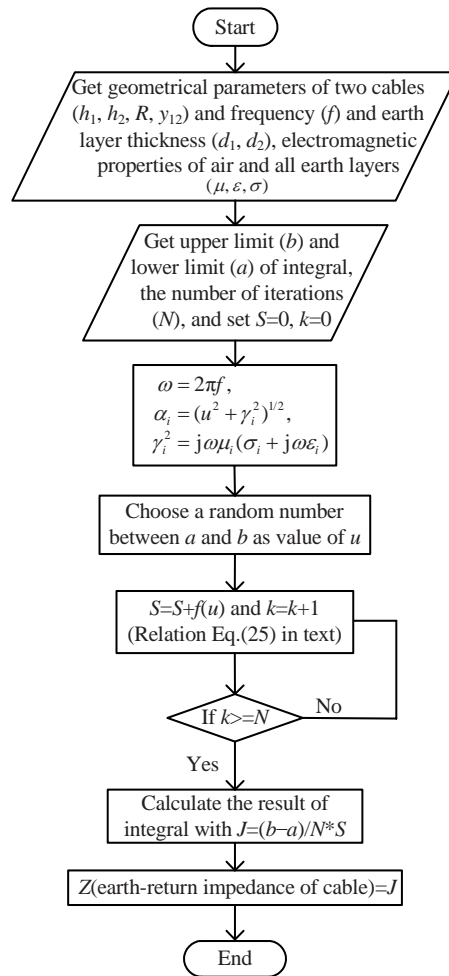 Start
Get geometrical parameters of two cables
(h₁, h₂, R, y₁₂) and frequency (f) and earth
layer thickness (d₁, d₂), electromagnetic
properties of air and all earth layers
(μ, ε, σ)
Get upper limit (b) and
lower limit (a) of integral,
the number of iterations
(N), and set S=0, k=0
ω = 2πf,
αᵢ = (u² + γᵢ²)^{1/2},
γᵢ² = jωμᵢ(σᵢ + jωεᵢ)
Choose a random number
between a and b as value of u
S=S+f(u) and k=k+1
(Relation Eq.(25) in text)
If k>=N
No
Yes
Calculate the result of
integral with J=(b−a)/N*S
Z(earth-return impedance of cable)=J
End